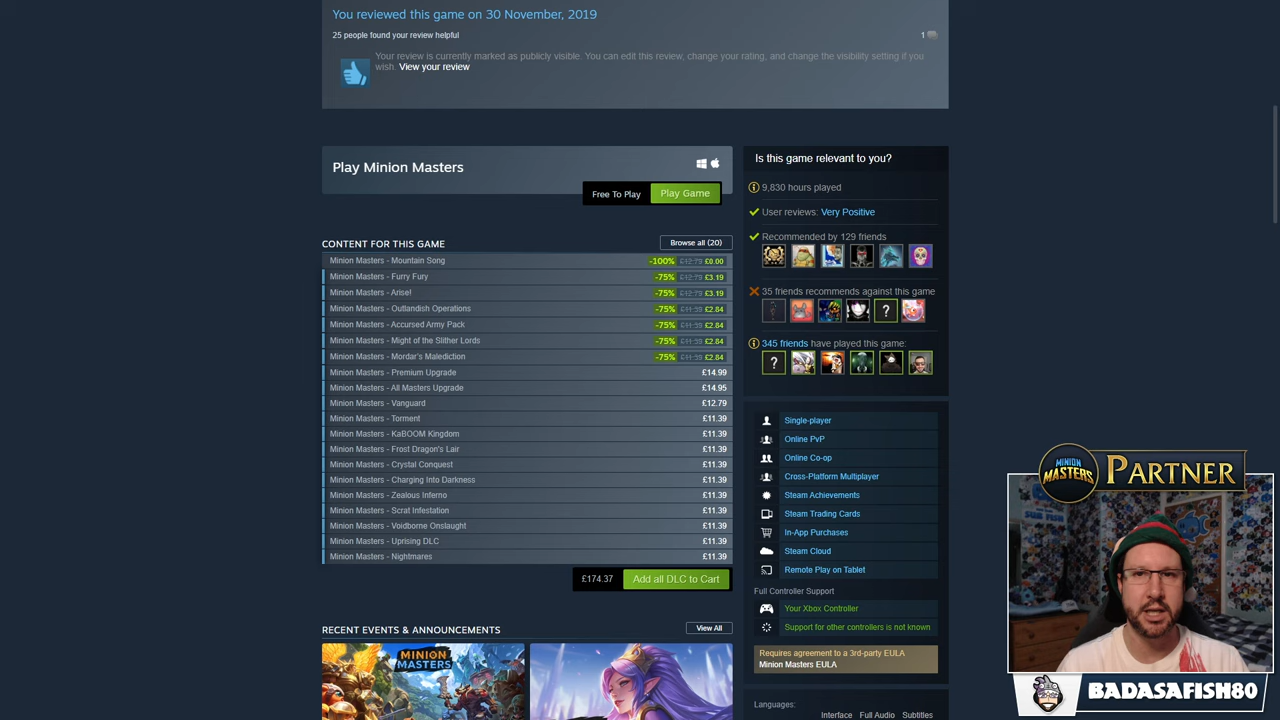 You reviewed this game on 30 November, 2019
25 people found your review helpful
1
Your review is currently marked as publicly visible. You can edit this review, change your rating, and change the visibility setting if you
wish. View your review
Play Minion Masters
Free To Play
Play Game
CONTENT FOR THIS GAME
Browse all (20)
Minion Masters - Mountain Song -100% £12.79 £0.00
Minion Masters - Furry Fury -75% £12.79 £3.19
Minion Masters - Arise! -75% £12.79 £3.19
Minion Masters - Outlandish Operations -75% £11.39 £2.84
Minion Masters - Accursed Army Pack -75% £11.39 £2.84
Minion Masters - Might of the Slither Lords -75% £11.39 £2.84
Minion Masters - Mordar's Malediction -75% £11.39 £2.84
Minion Masters - Premium Upgrade £14.99
Minion Masters - All Masters Upgrade £14.95
Minion Masters - Vanguard £12.79
Minion Masters - Torment £11.39
Minion Masters - KaBOOM Kingdom £11.39
Minion Masters - Frost Dragon's Lair £11.39
Minion Masters - Crystal Conquest £11.39
Minion Masters - Charging Into Darkness £11.39
Minion Masters - Zealous Inferno £11.39
Minion Masters - Scrat Infestation £11.39
Minion Masters - Voidborne Onslaught £11.39
Minion Masters - Uprising DLC £11.39
Minion Masters - Nightmares £11.39
£174.37
Add all DLC to Cart
RECENT EVENTS & ANNOUNCEMENTS
View All
MINION
MASTERS
Is this game relevant to you?
9,830 hours played
User reviews: Very Positive
Recommended by 129 friends
35 friends recommends against this game
?
345 friends have played this game:
?
Single-player
Online PvP
Online Co-op
Cross-Platform Multiplayer
Steam Achievements
Steam Trading Cards
In-App Purchases
Steam Cloud
Remote Play on Tablet
Full Controller Support
Your Xbox Controller
Support for other controllers is not known
Requires agreement to a 3rd-party EULA
Minion Masters EULA
Languages:
Interface Full Audio Subtitles
MINION
MASTERS
PARTNER
BADASAFISH80